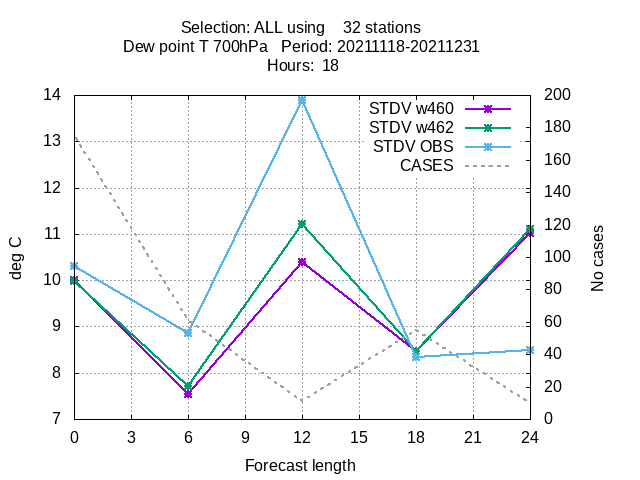 Selection: ALL using    32 stations
Dew point T 700hPa   Period: 20211118-20211231
Hours:  18
STDV w460
STDV w462
STDV OBS
CASES
14
13
12
11
10
9
8
7
200
180
160
140
120
100
80
60
40
20
0
deg C
No cases
0 3 6 9 12 15 18 21 24
Forecast length